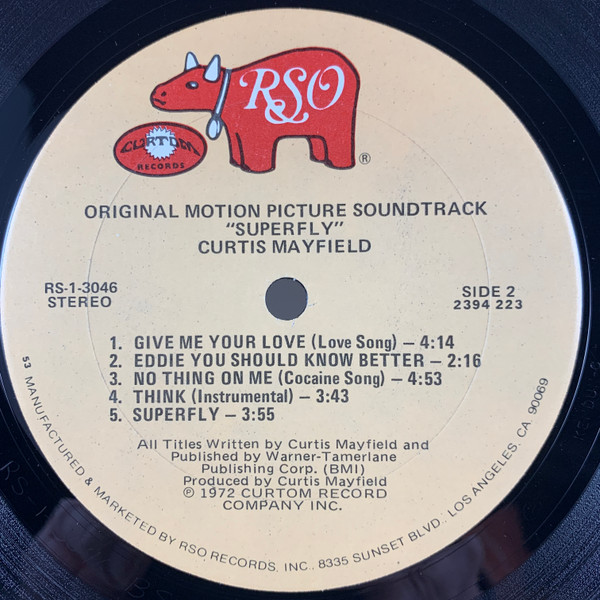 RSO
®
CURTOM
RECORDS
ORIGINAL MOTION PICTURE SOUNDTRACK
"SUPERFLY"
CURTIS MAYFIELD
RS-1-3046
STEREO
SIDE 2
2394 223
1. GIVE ME YOUR LOVE (Love Song) – 4:14
2. EDDIE YOU SHOULD KNOW BETTER – 2:16
3. NO THING ON ME (Cocaine Song) – 4:53
4. THINK (Instrumental) – 3:43
5. SUPERFLY – 3:55
All Titles Written by Curtis Mayfield and
Published by Warner-Tamerlane
Publishing Corp. (BMI)
Produced by Curtis Mayfield
℗ 1972 CURTOM RECORD
COMPANY INC.
53 MANUFACTURED & MARKETED BY RSO RECORDS, INC., 8335 SUNSET BLVD., LOS ANGELES, CA. 90069